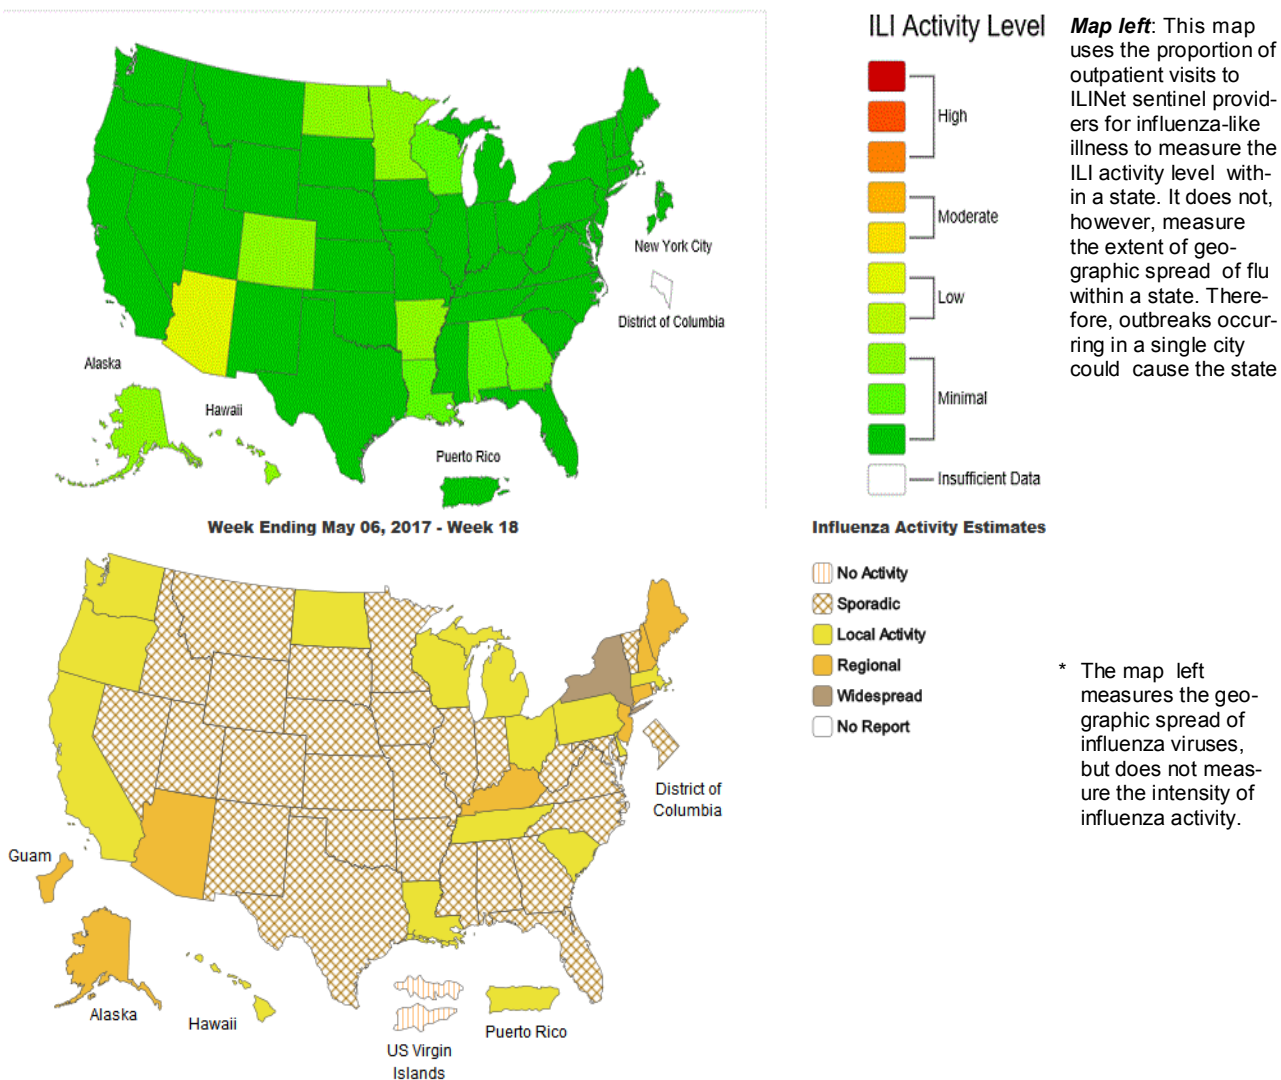 ILI Activity Level
High
Moderate
Low
Minimal
Insufficient Data
New York City
District of Columbia
Alaska
Hawaii
Puerto Rico
Map left: This map
uses the proportion of
outpatient visits to
ILINet sentinel provid-
ers for influenza-like
illness to measure the
ILI activity level with-
in a state. It does not,
however, measure
the extent of geo-
graphic spread of flu
within a state. There-
fore, outbreaks occur-
ring in a single city
could cause the state
Week Ending May 06, 2017 - Week 18
Influenza Activity Estimates
No Activity
Sporadic
Local Activity
Regional
Widespread
No Report
District of
Columbia
Guam
Alaska
Hawaii
US Virgin
Islands
Puerto Rico
* The map left
measures the geo-
graphic spread of
influenza viruses,
but does not meas-
ure the intensity of
influenza activity.